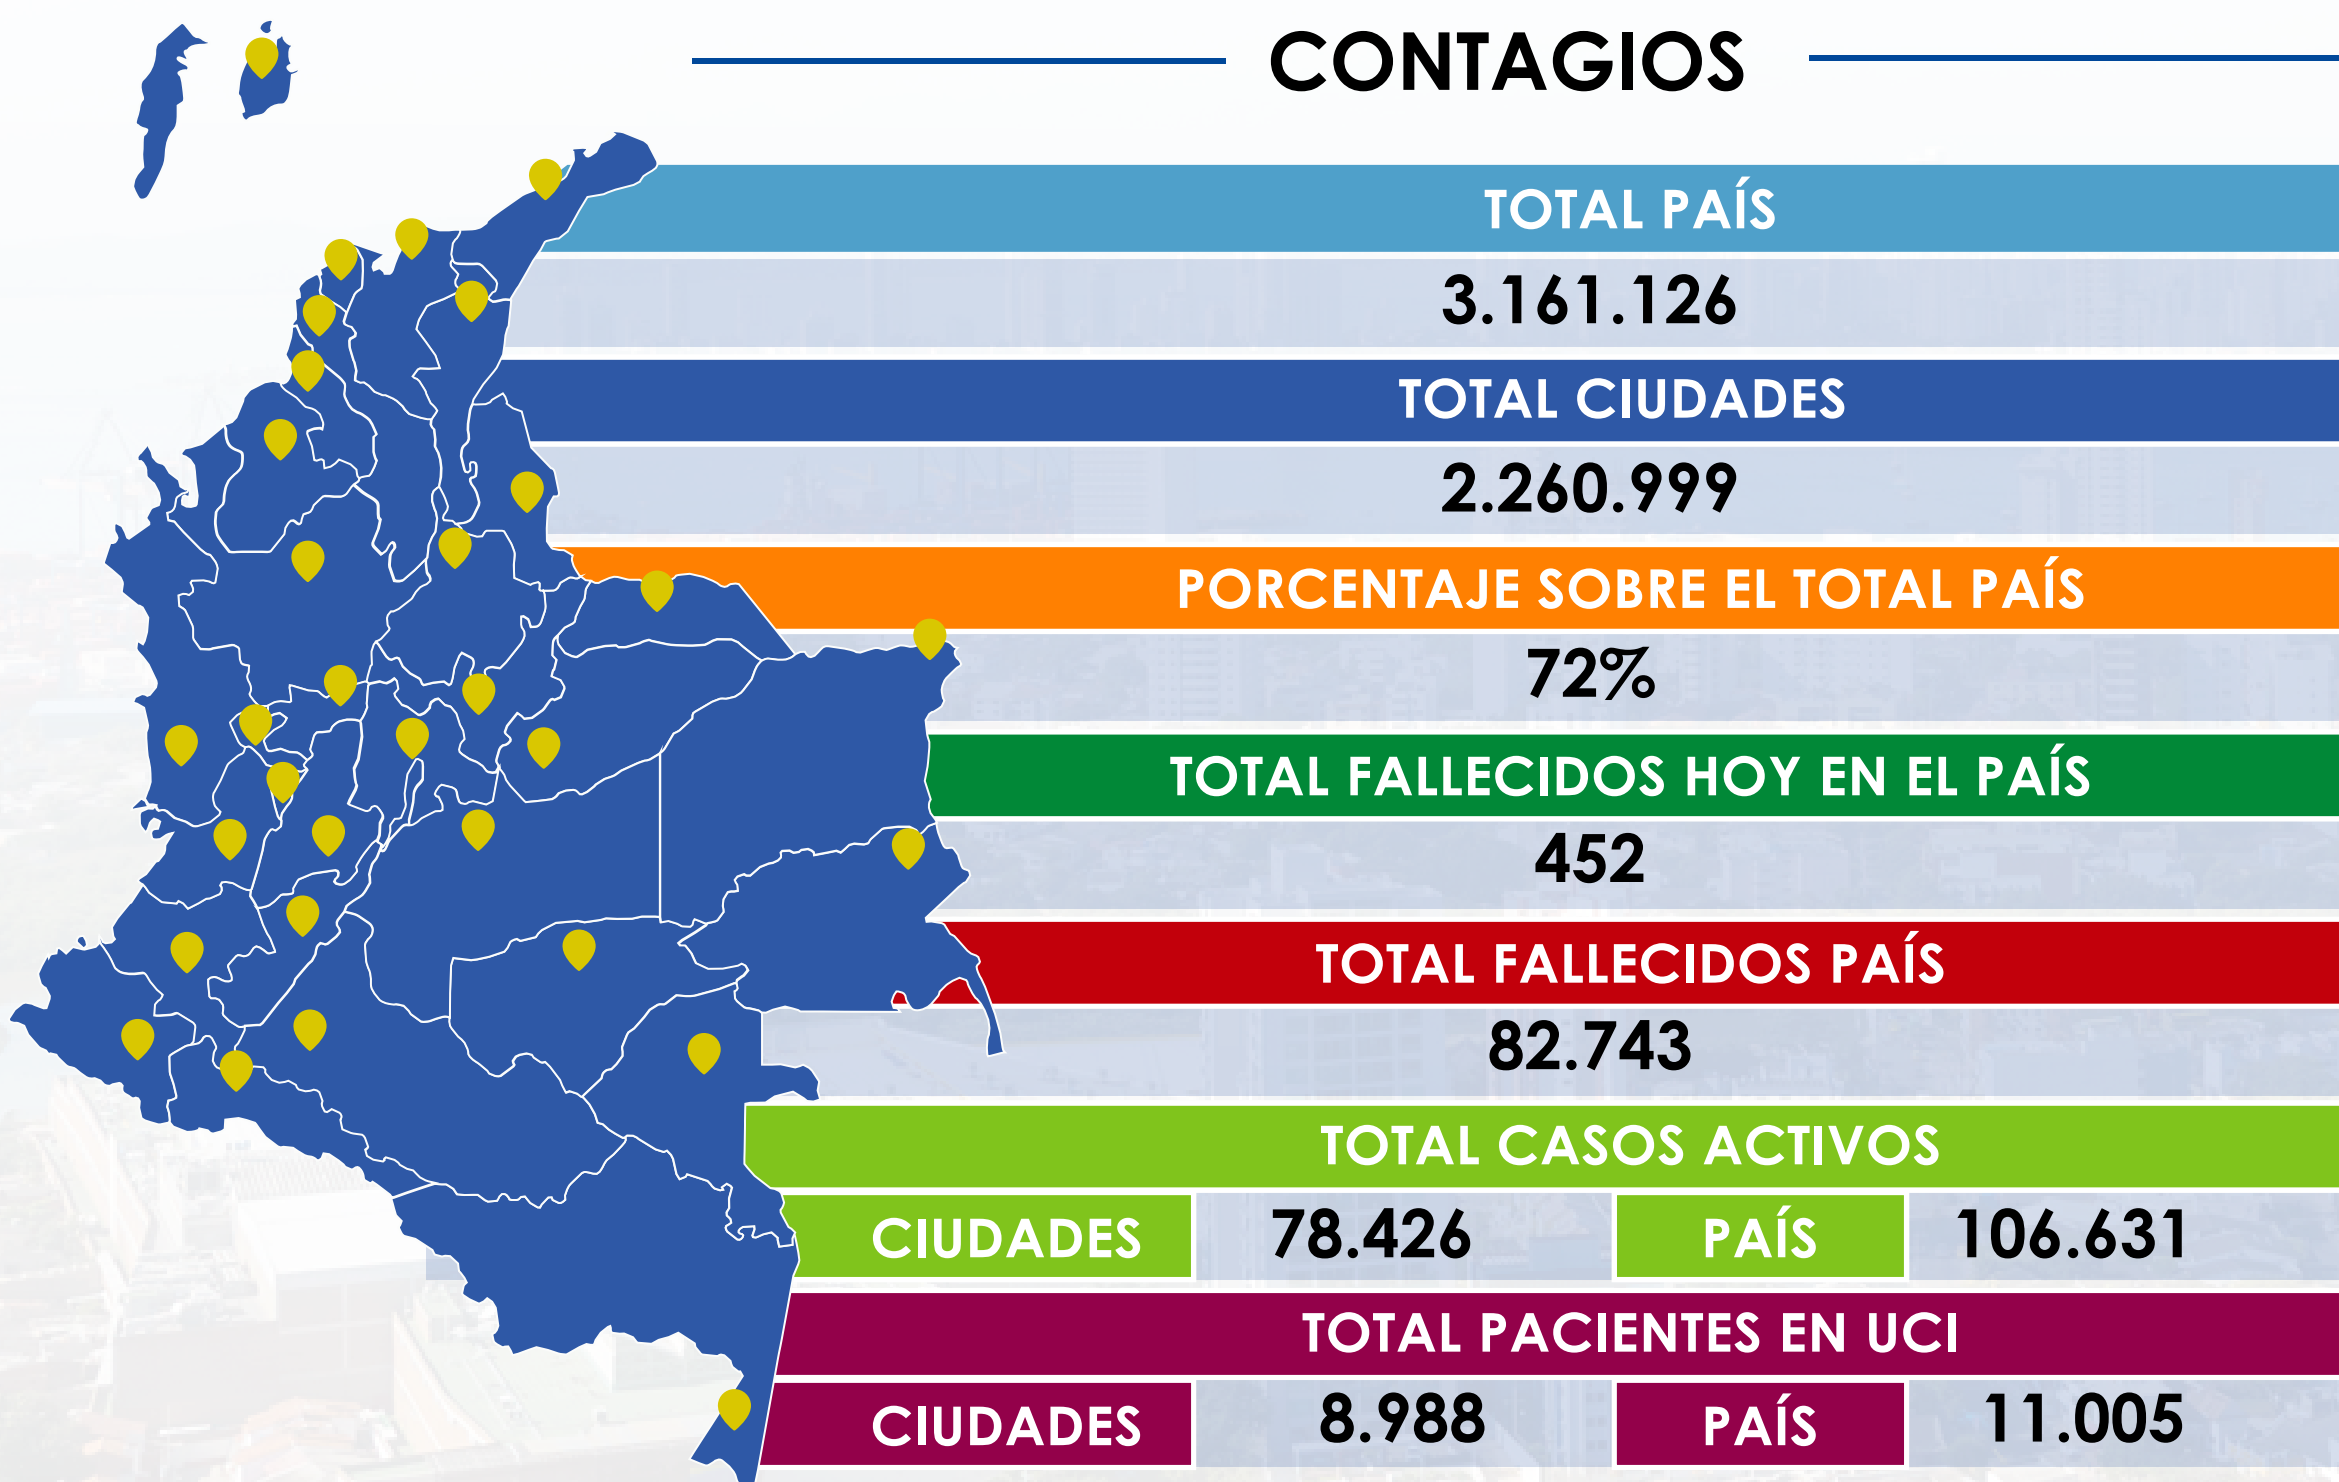 CONTAGIOS
TOTAL PAÍS
3.161.126
TOTAL CIUDADES
2.260.999
PORCENTAJE SOBRE EL TOTAL PAÍS
72%
TOTAL FALLECIDOS HOY EN EL PAÍS
452
TOTAL FALLECIDOS PAÍS
82.743
TOTAL CASOS ACTIVOS
CIUDADES 78.426 PAÍS 106.631
TOTAL PACIENTES EN UCI
CIUDADES 8.988 PAÍS 11.005